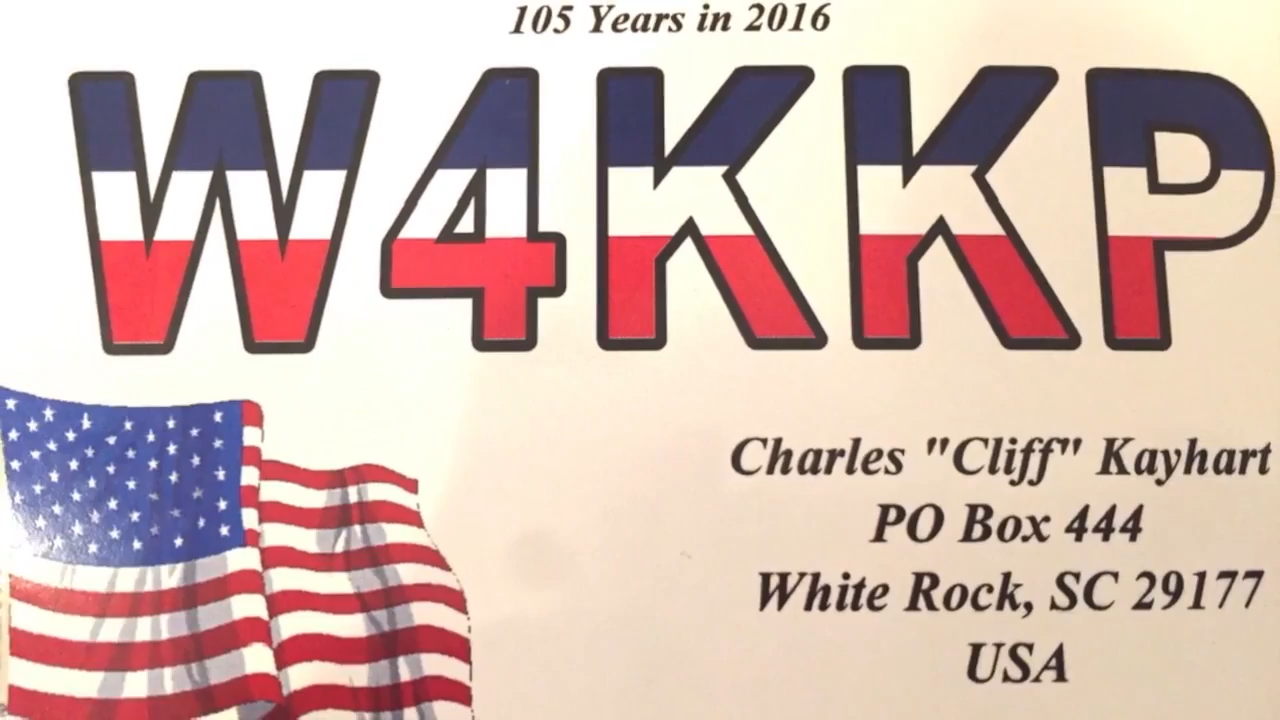 105 Years in 2016
W4KKP
Charles "Cliff" Kayhart
PO Box 444
White Rock, SC 29177
USA